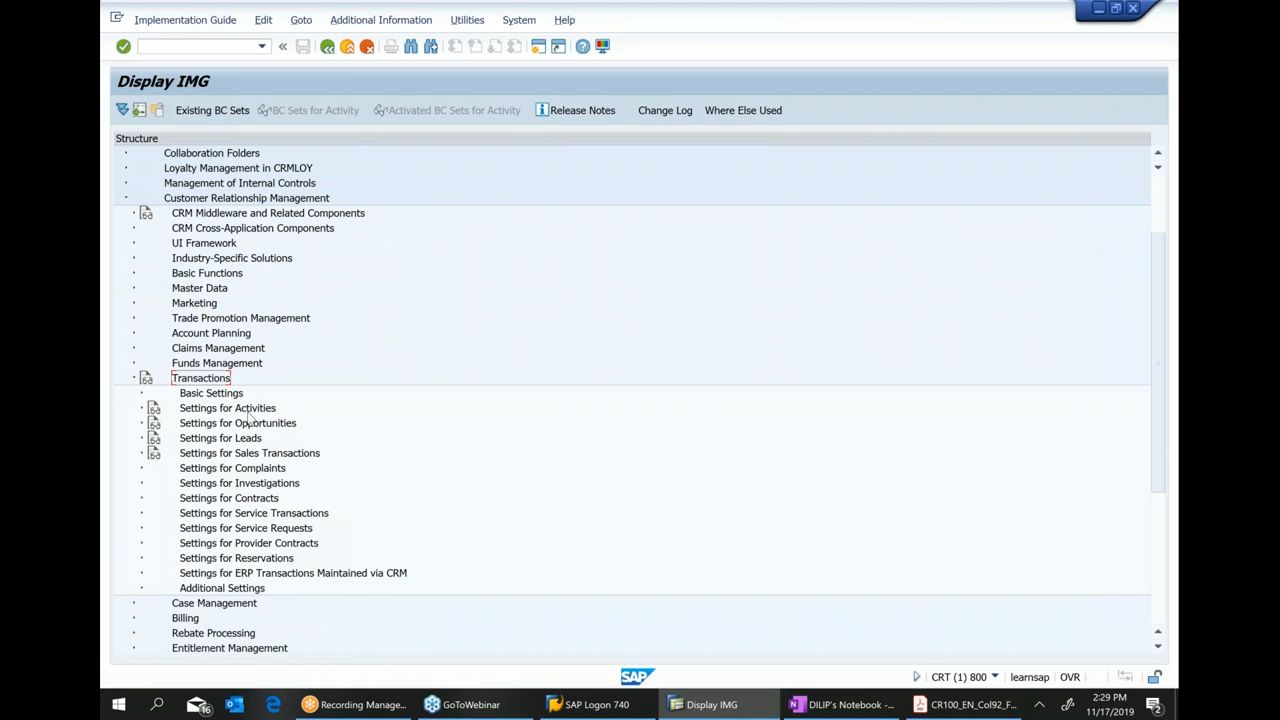 Implementation Guide Edit Goto Additional Information Utilities System Help
Display IMG
Existing BC Sets BC Sets for Activity Activated BC Sets for Activity Release Notes Change Log Where Else Used
Structure
Collaboration Folders
Loyalty Management in CRMLOY
Management of Internal Controls
Customer Relationship Management
CRM Middleware and Related Components
CRM Cross-Application Components
UI Framework
Industry-Specific Solutions
Basic Functions
Master Data
Marketing
Trade Promotion Management
Account Planning
Claims Management
Funds Management
Transactions
Basic Settings
Settings for Activities
Settings for Opportunities
Settings for Leads
Settings for Sales Transactions
Settings for Complaints
Settings for Investigations
Settings for Contracts
Settings for Service Transactions
Settings for Service Requests
Settings for Provider Contracts
Settings for Reservations
Settings for ERP Transactions Maintained via CRM
Additional Settings
Case Management
Billing
Rebate Processing
Entitlement Management
SAP CRT (1) 800 learnsap OVR
16 Recording Manage... GoToWebinar SAP Logon 740 Display IMG DILIP's Notebook -... CR100_EN_Col92_F... 2:29 PM
11/17/2019 2